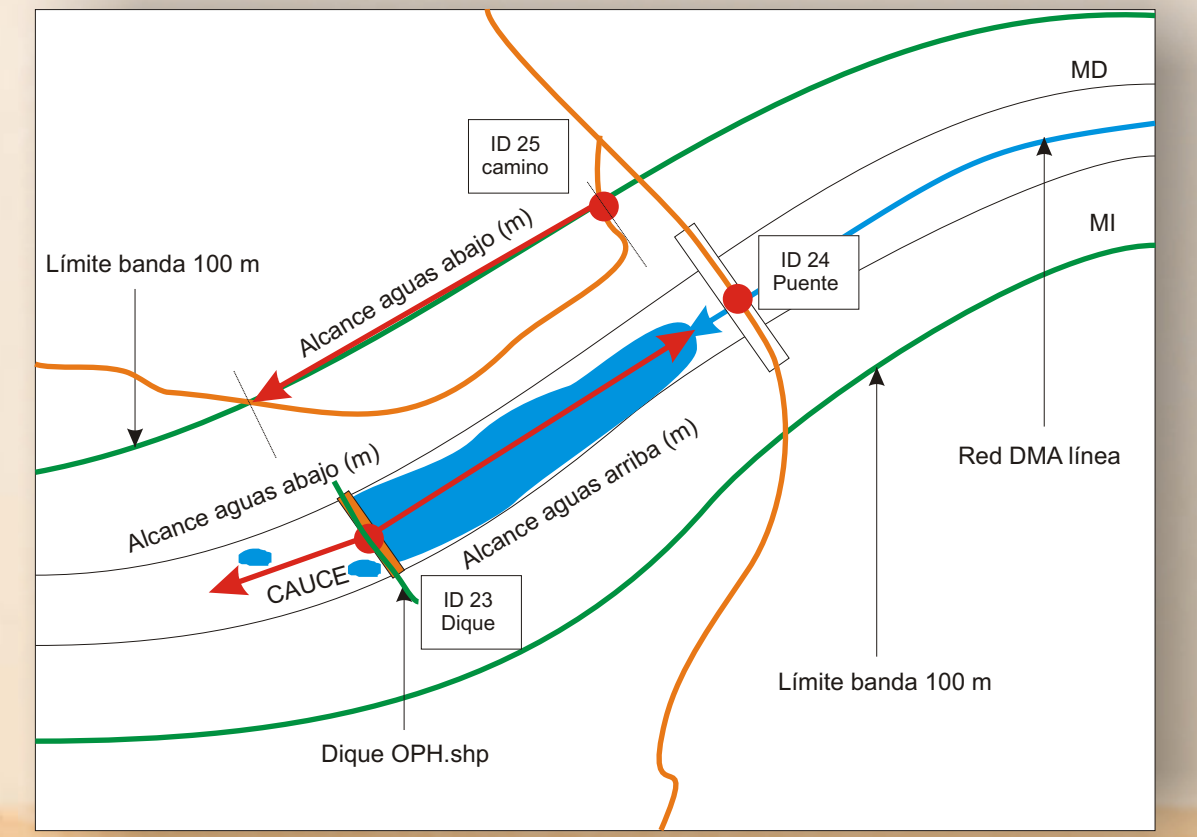 MD
ID 25
camino
MI
Límite banda 100 m
Alcance aguas abajo (m)
ID 24
Puente
Red DMA línea
Alcance aguas abajo (m)
Alcance aguas arriba (m)
CAUCE
ID 23
Dique
Límite banda 100 m
Dique OPH.shp